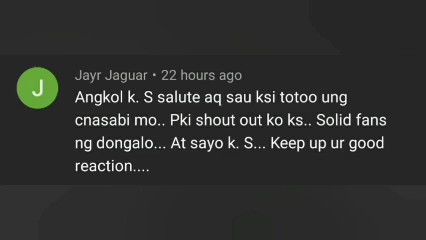 J
Jayr Jaguar • 22 hours ago
Angkol k. S salute aq sau ksi totoo ung
cnasabi mo.. Pki shout out ko ks.. Solid fans
ng dongalo... At sayo k. S... Keep up ur good
reaction....